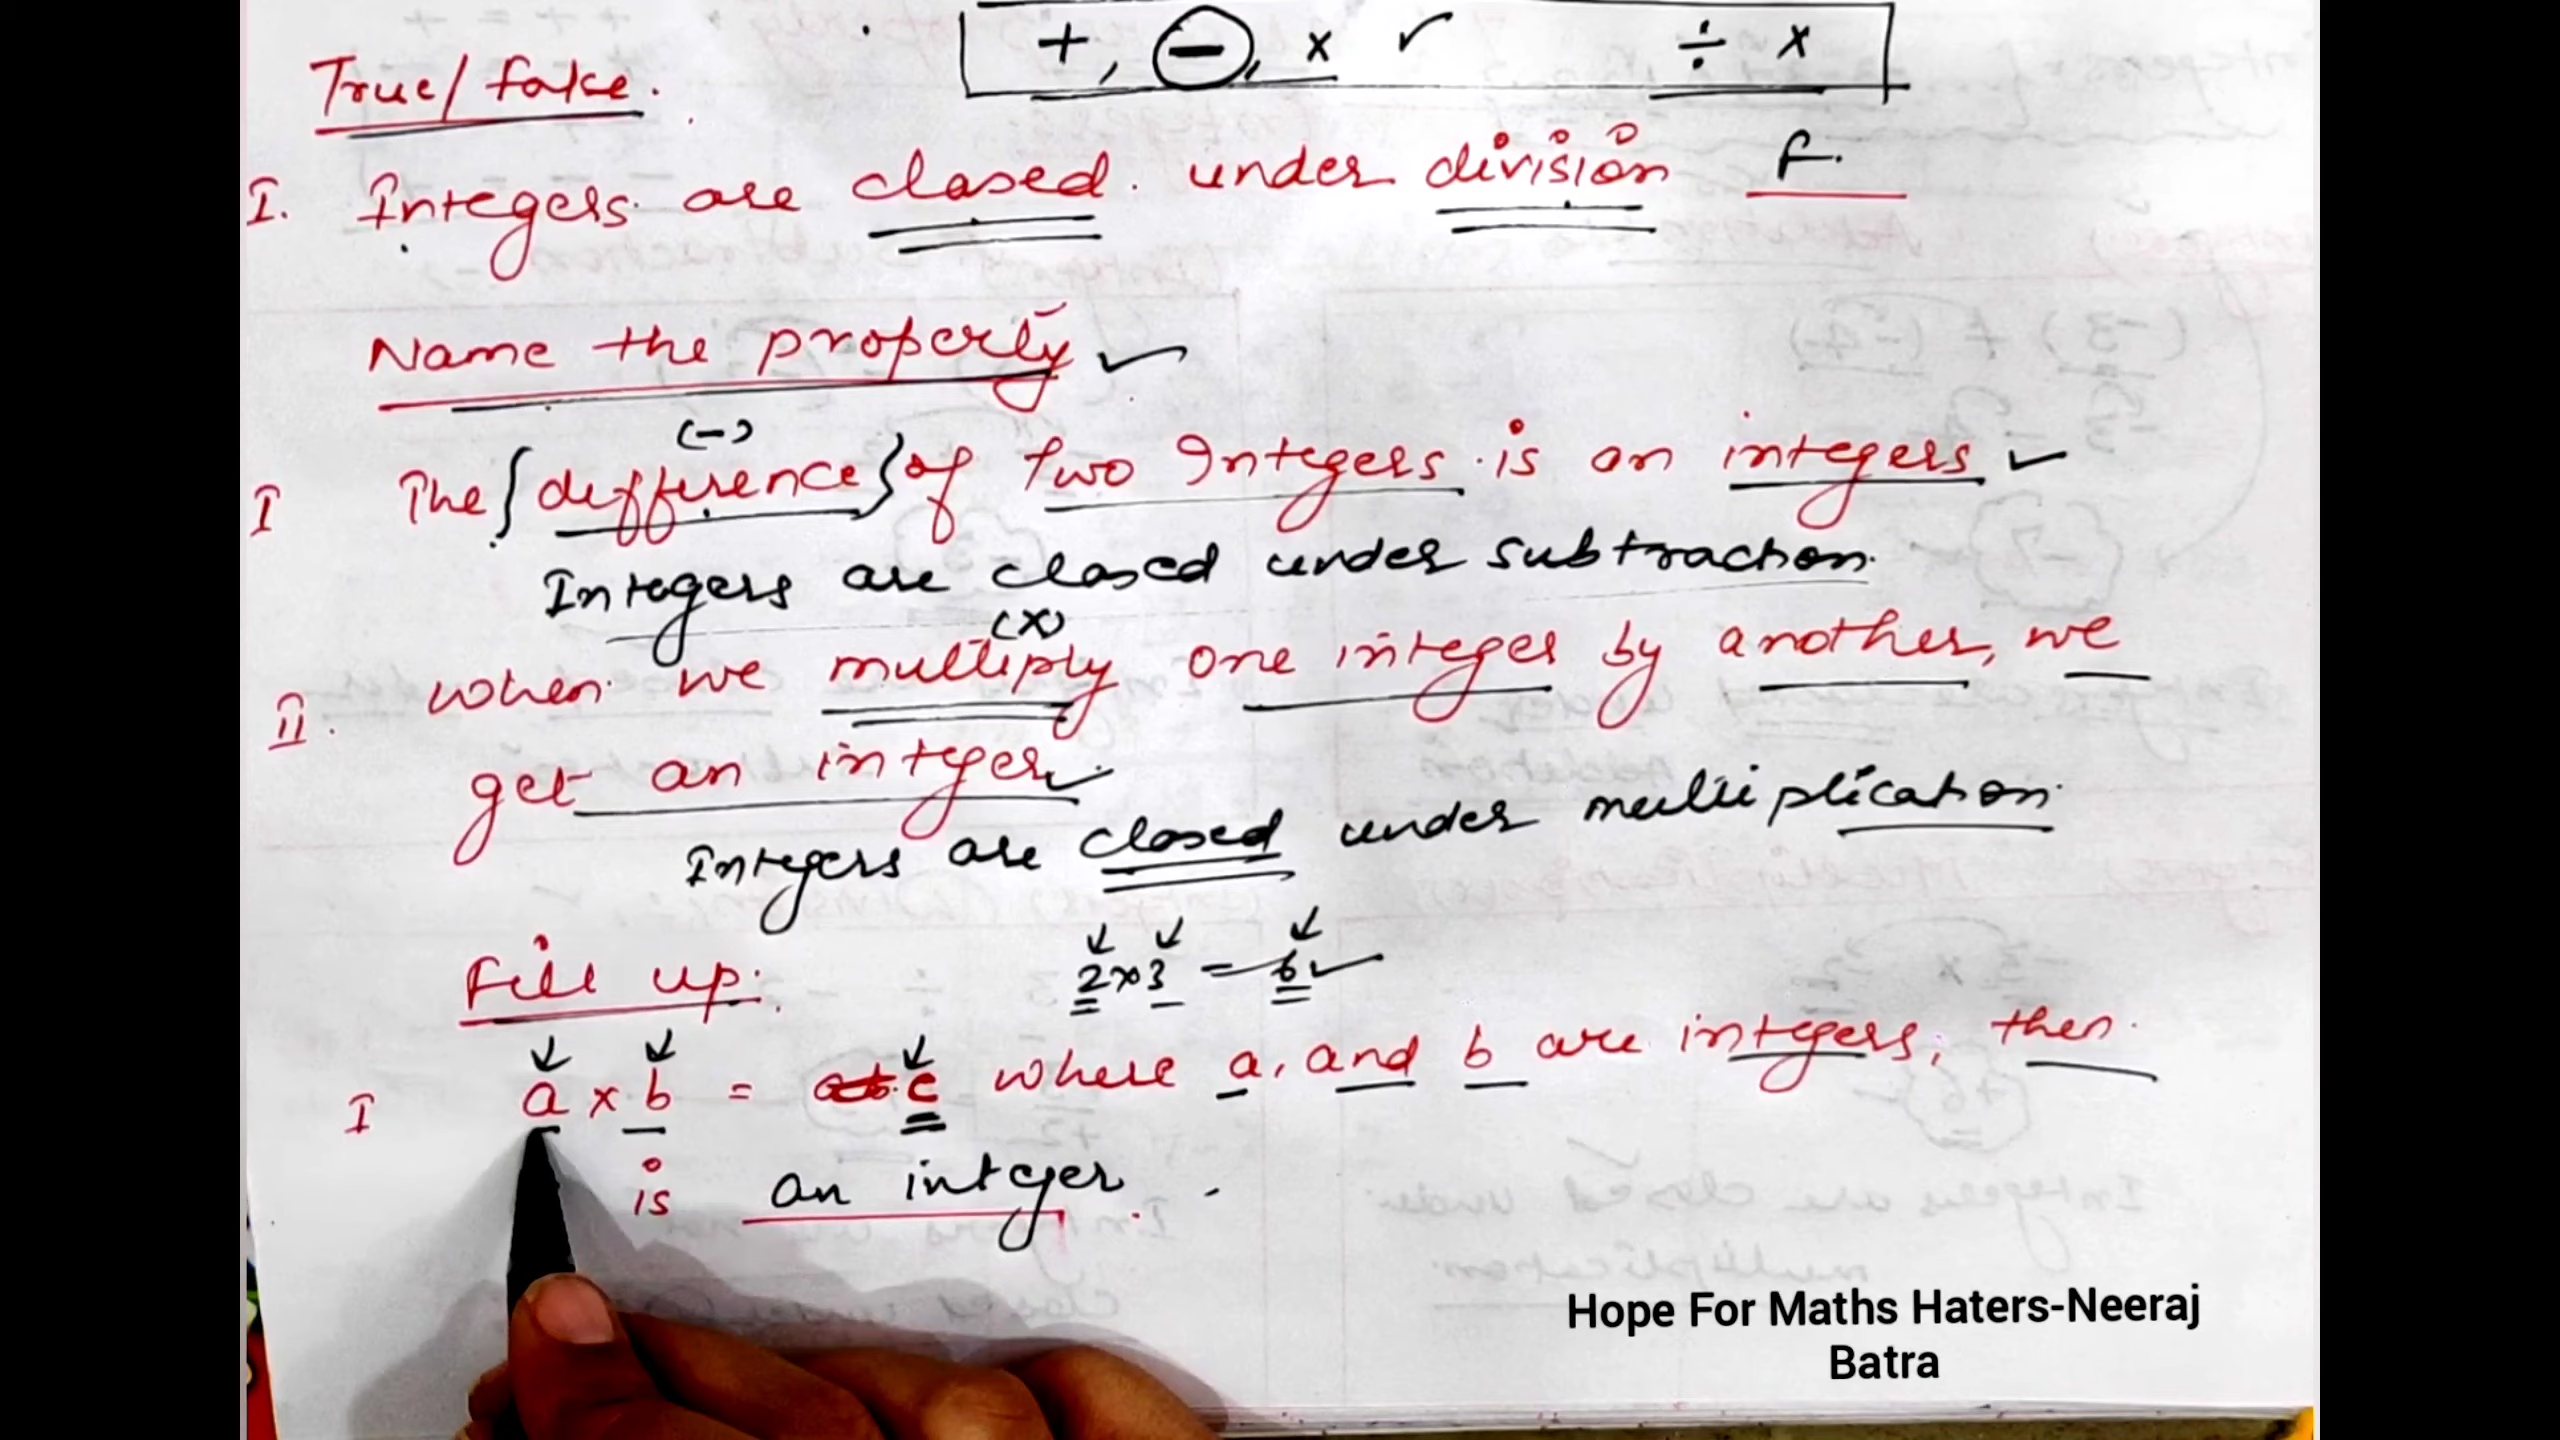 +, −, × ✓ ÷ ×
True/false.
I. Integers are closed. under division F.
Name the property ✓
(−)
I The {difference} of two Integers is an integers ✓
Integers are closed under subtraction.
(×)
II. when we multiply one integer by another, we
get an integer ✓
Integers are closed under multiplication.
Fill up:
2×3 = 6 ✓
I a × b = c where a, and b are integers, then
is an integer.
Hope For Maths Haters-Neeraj
Batra